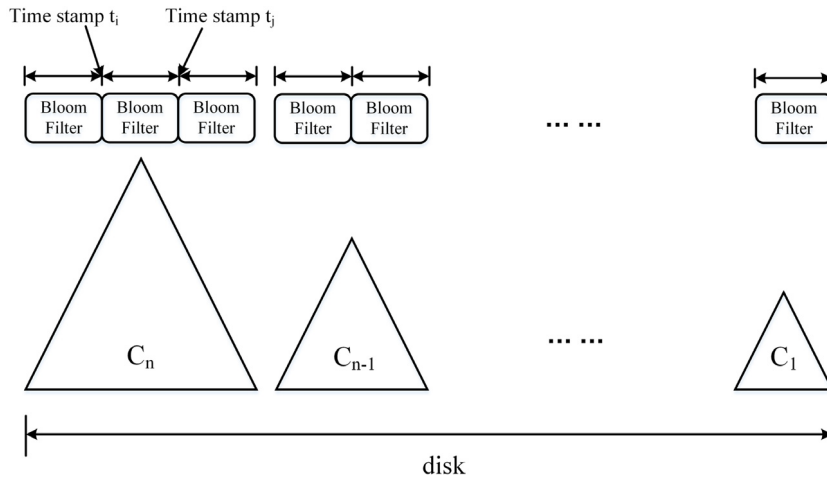 Time stamp tᵢ
Time stamp tⱼ
Bloom Filter
Bloom Filter
Bloom Filter
Bloom Filter
Bloom Filter
... ...
Bloom Filter
Cₙ
Cₙ₋₁
... ...
C₁
disk